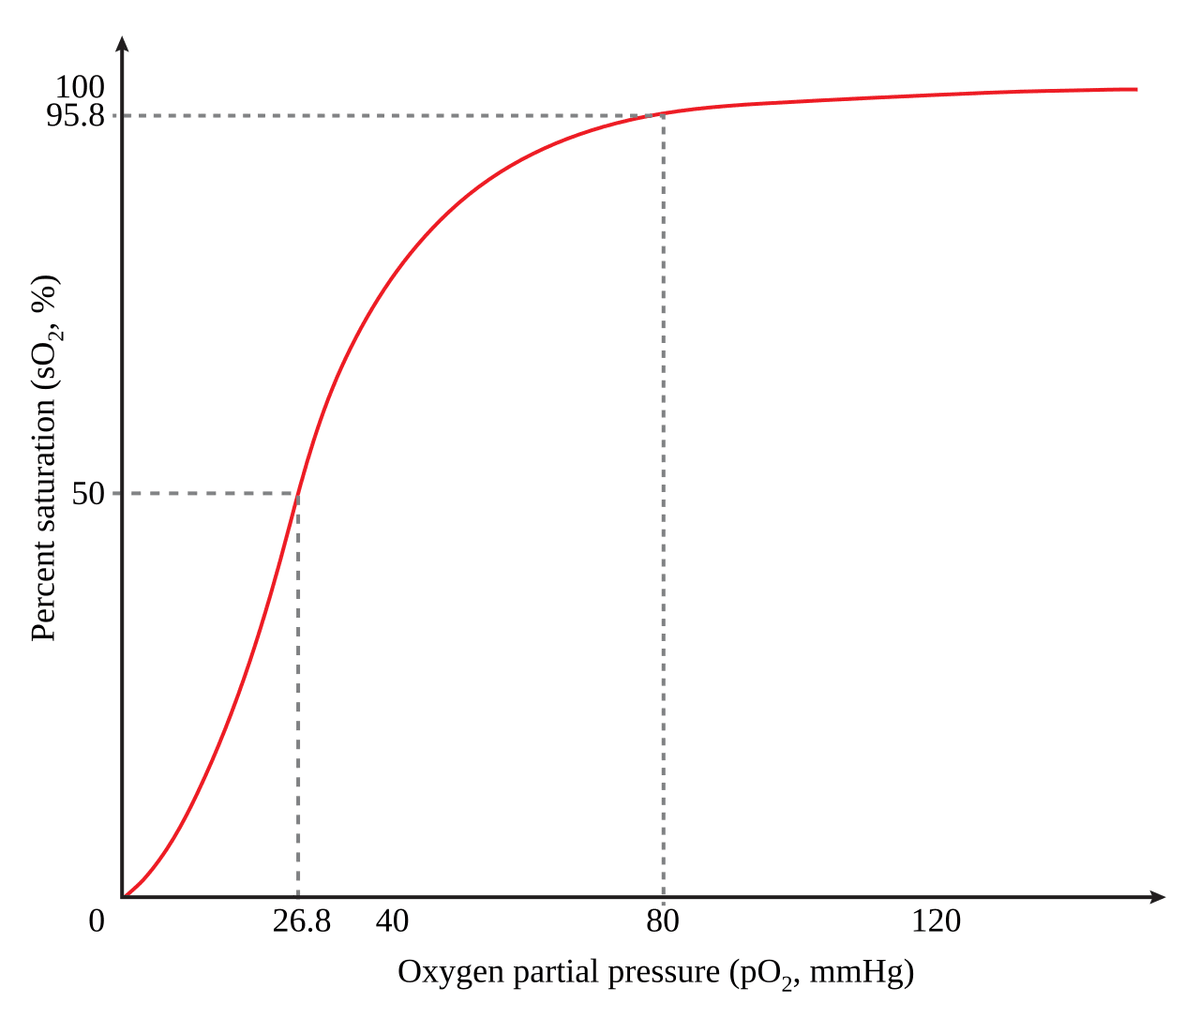 100
95.8
50
Percent saturation (sO₂, %)
0 26.8 40 80 120
Oxygen partial pressure (pO₂, mmHg)